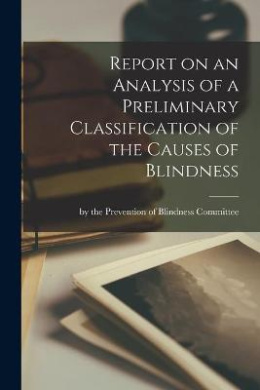 Report on an
Analysis of a
Preliminary
Classification of
the Causes of
Blindness
by the Prevention of Blindness Committee